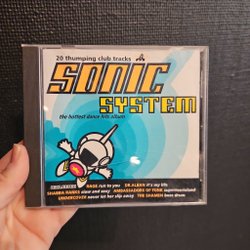 20 thumping club tracks
SONIC
SYSTEM
the hottest dance hits album
RAGE run to you DR.ALBAN it's my life
SHABBA RANKS slow and sexy AMBASSADORS OF FUNK supermarioland
UNDERCOVER never let her slip away THE SHAMEN boss drum